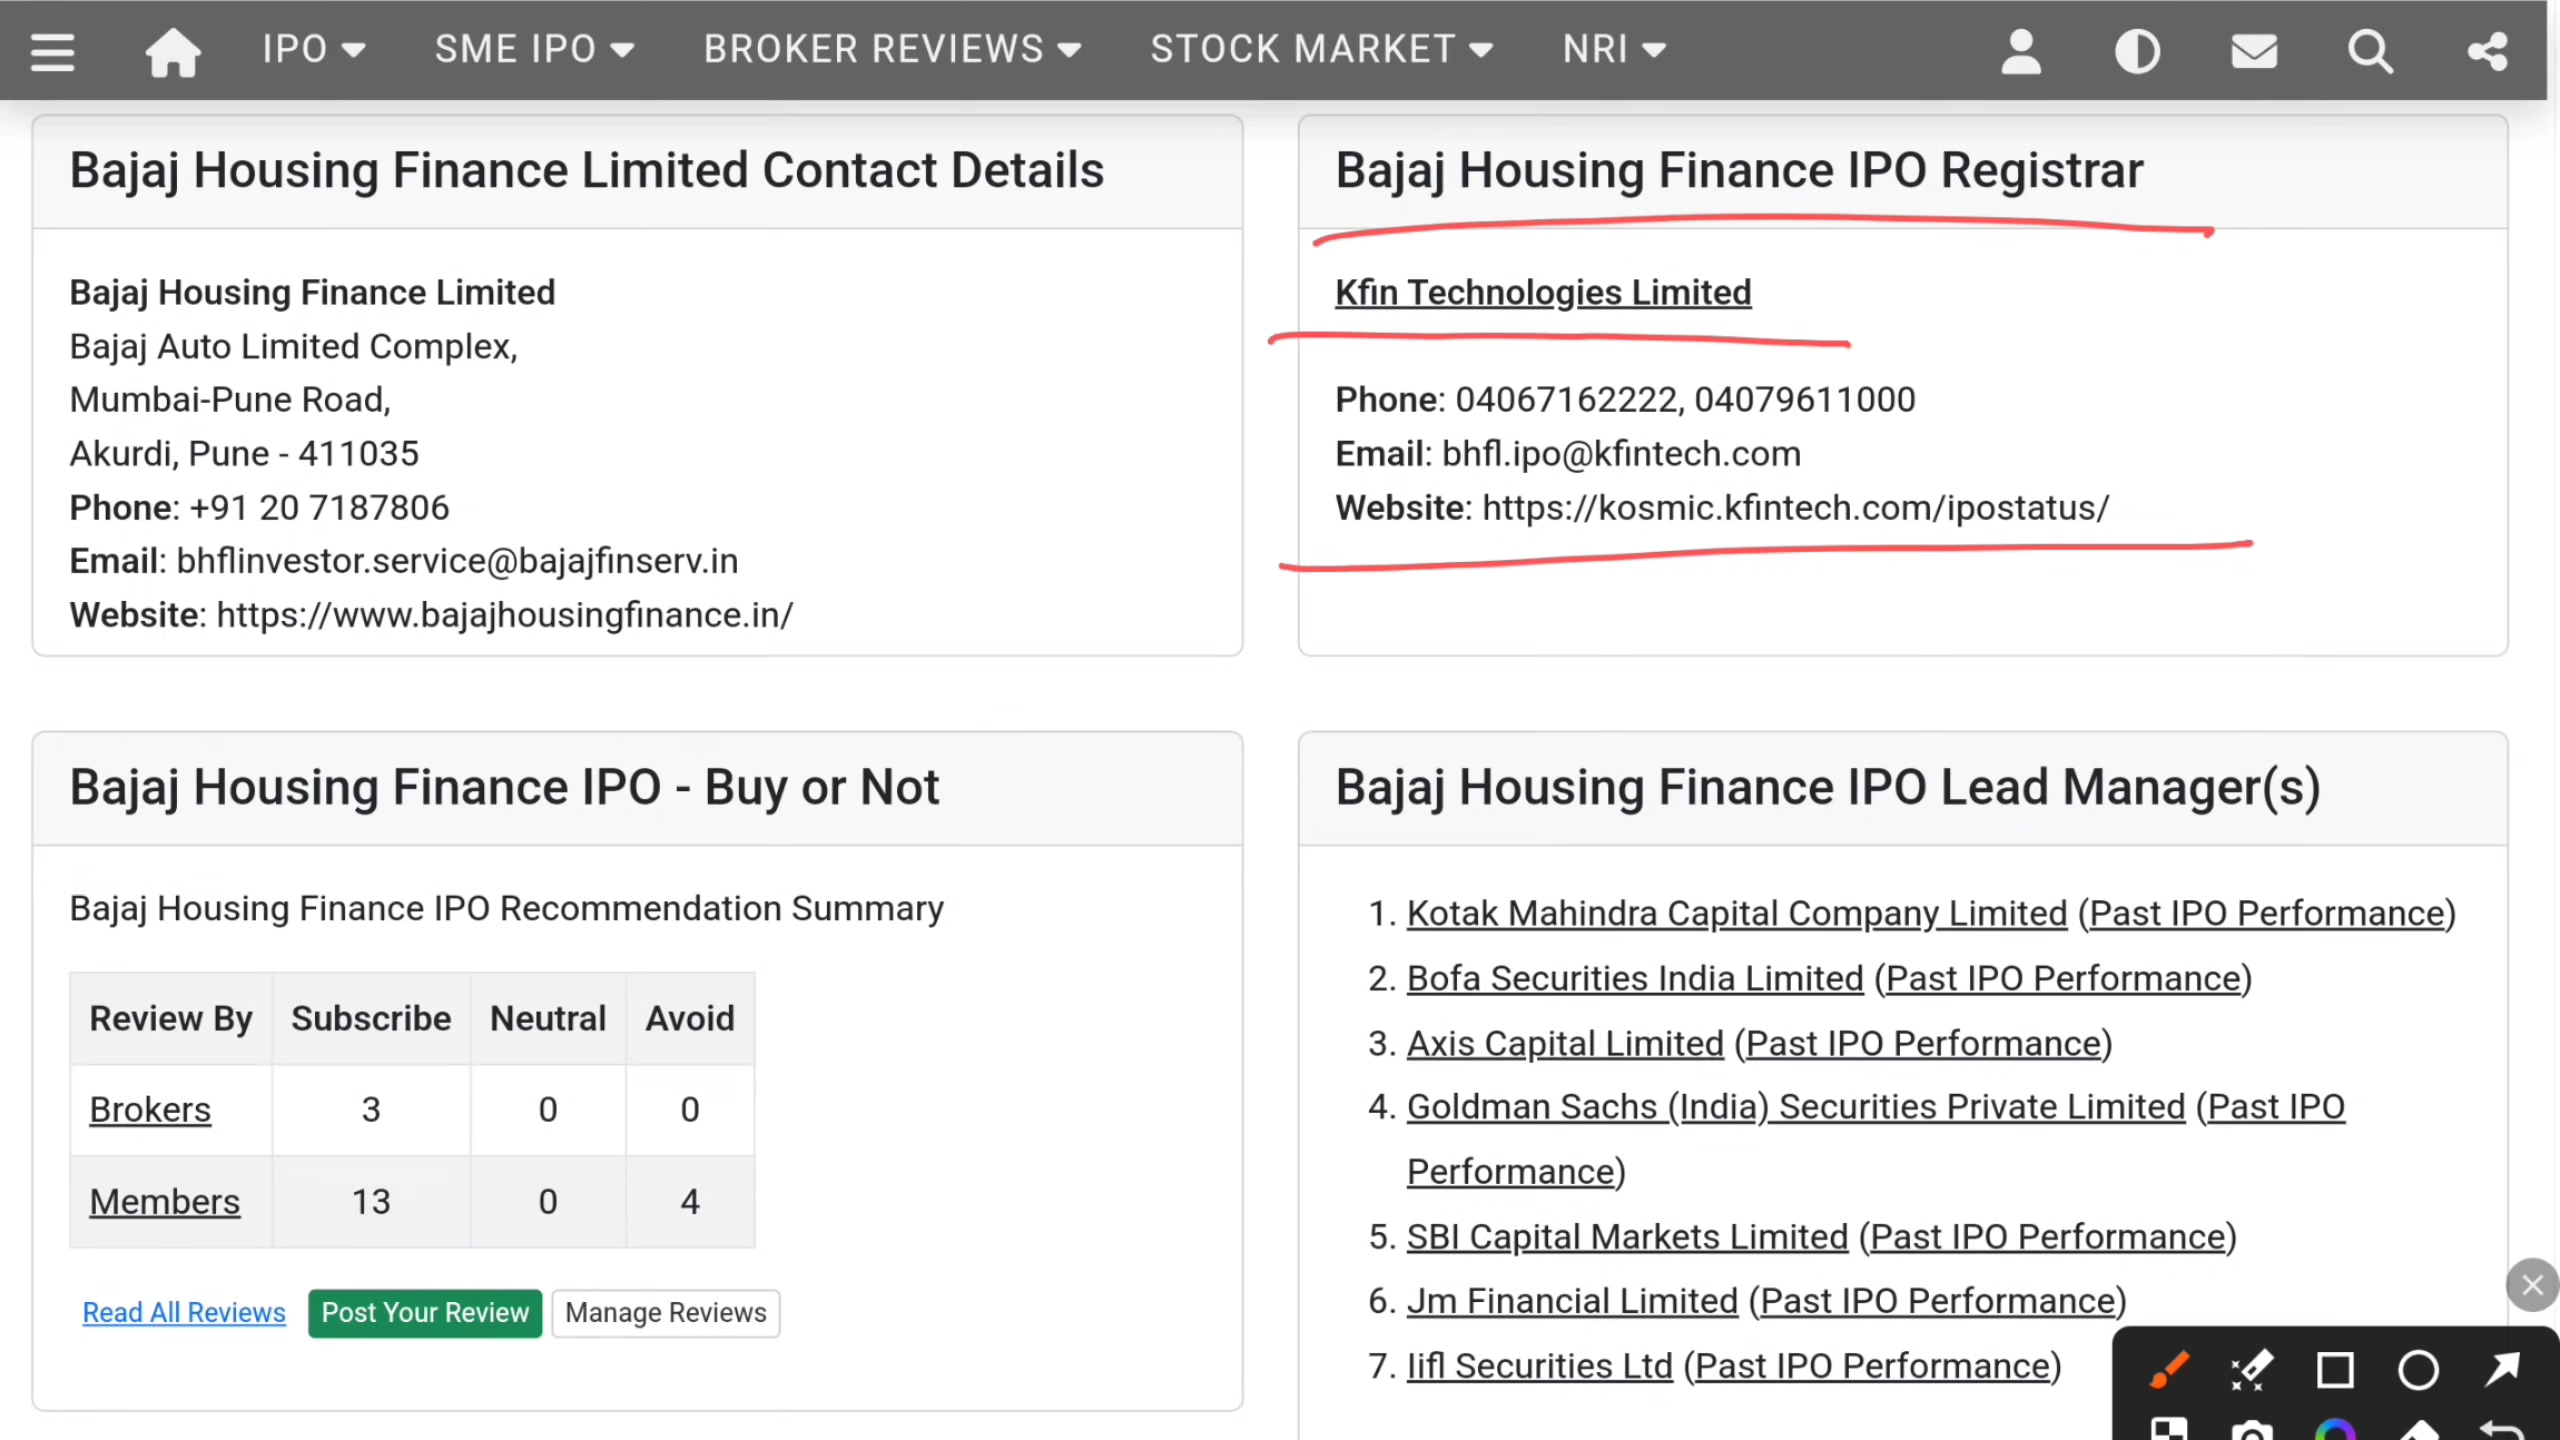 IPO SME IPO BROKER REVIEWS STOCK MARKET NRI
Bajaj Housing Finance Limited Contact Details
Bajaj Housing Finance Limited
Bajaj Auto Limited Complex,
Mumbai-Pune Road,
Akurdi, Pune - 411035
Phone: +91 20 7187806
Email: bhflinvestor.service@bajajfinserv.in
Website: https://www.bajajhousingfinance.in/
Bajaj Housing Finance IPO Registrar
Kfin Technologies Limited
Phone: 04067162222, 04079611000
Email: bhfl.ipo@kfintech.com
Website: https://kosmic.kfintech.com/ipostatus/
Bajaj Housing Finance IPO - Buy or Not
Bajaj Housing Finance IPO Recommendation Summary
Review By Subscribe Neutral Avoid
Brokers 3 0 0
Members 13 0 4
Read All Reviews Post Your Review Manage Reviews
Bajaj Housing Finance IPO Lead Manager(s)
1. Kotak Mahindra Capital Company Limited (Past IPO Performance)
2. Bofa Securities India Limited (Past IPO Performance)
3. Axis Capital Limited (Past IPO Performance)
4. Goldman Sachs (India) Securities Private Limited (Past IPO
Performance)
5. SBI Capital Markets Limited (Past IPO Performance)
6. Jm Financial Limited (Past IPO Performance)
7. Iifl Securities Ltd (Past IPO Performance)